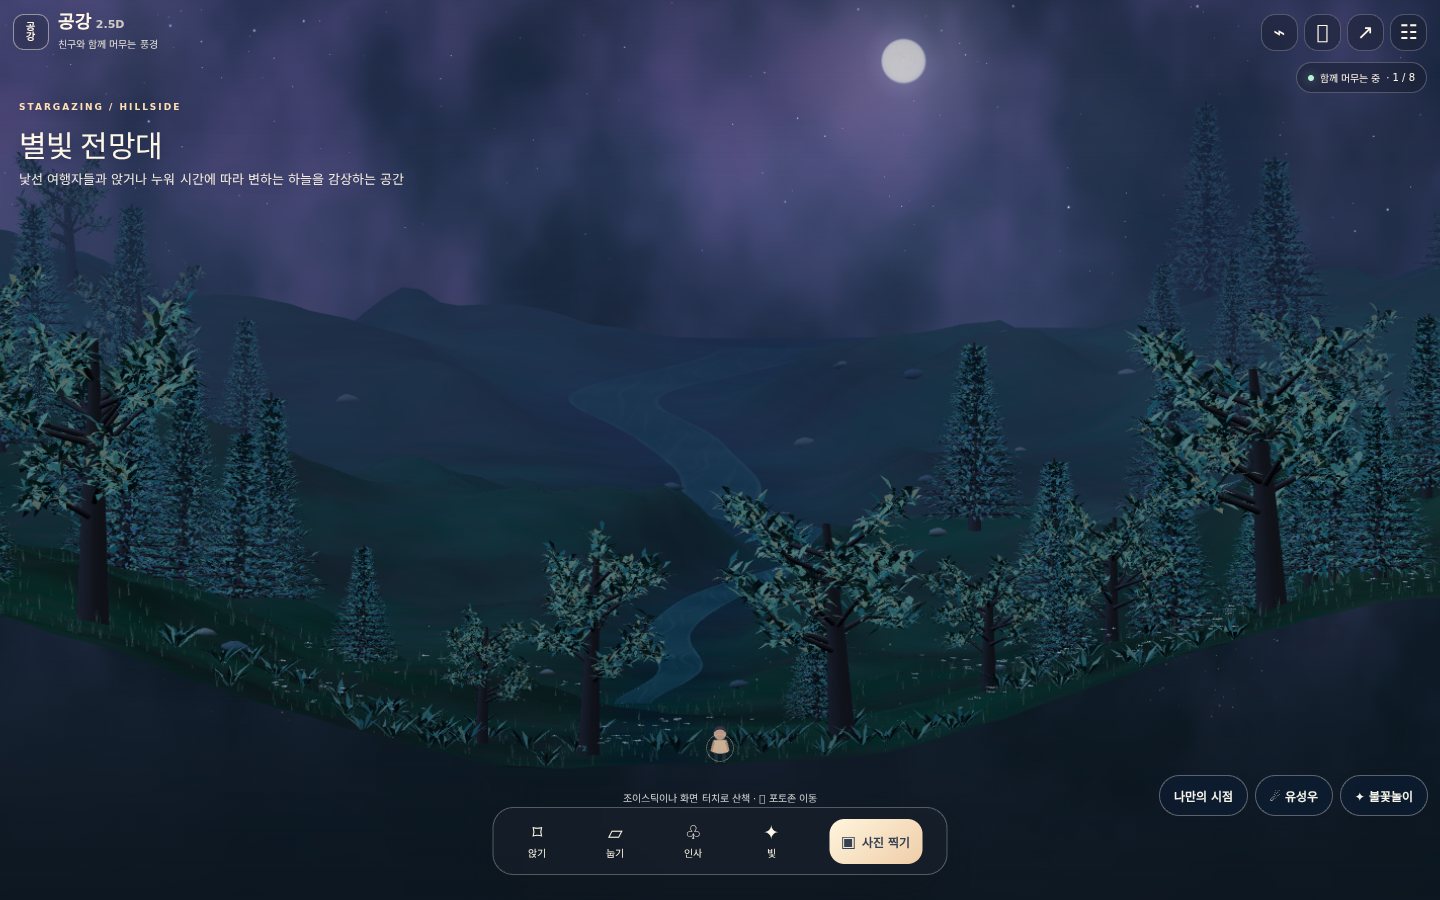 공강
공강 2.5D
친구와 함께 머무는 풍경
함께 머무는 중 · 1 / 8
STARGAZING / HILLSIDE
별빛 전망대
낯선 여행자들과 앉거나 누워 시간에 따라 변하는 하늘을 감상하는 공간
나만의 시점
☄ 유성우
✦ 불꽃놀이
조이스틱이나 화면 터치로 산책 · 포토존 이동
앉기
눕기
인사
빛
사진 찍기